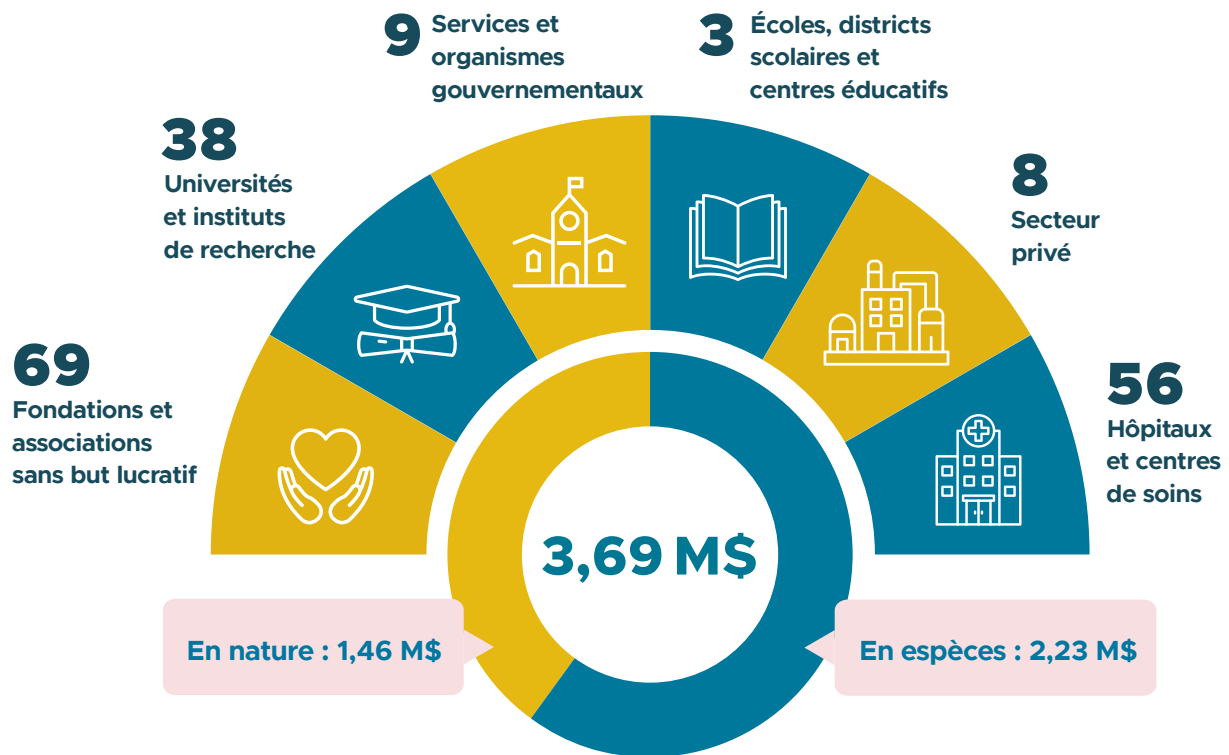 9 Services et
organismes
gouvernementaux
3 Écoles, districts
scolaires et
centres éducatifs
38
Universités
et instituts
de recherche
8
Secteur
privé
69
Fondations et
associations
sans but lucratif
56
Hôpitaux
et centres
de soins
3,69 M$
En nature : 1,46 M$
En espèces : 2,23 M$